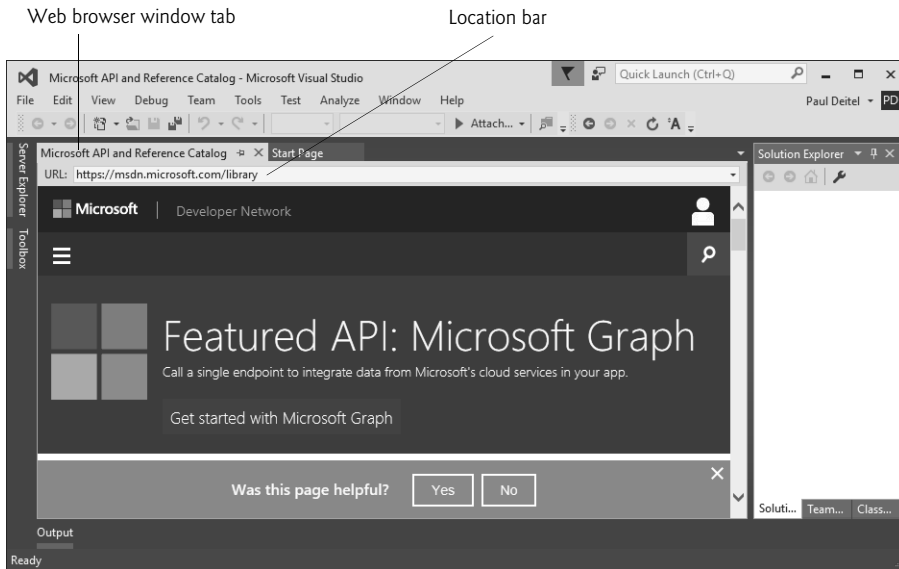 Web browser window tab
Location bar
Microsoft API and Reference Catalog - Microsoft Visual Studio
Quick Launch (Ctrl+Q)
File Edit View Debug Team Tools Test Analyze Window Help
Paul Deitel PD
Attach...
Server Explorer
Toolbox
Microsoft API and Reference Catalog
Start Page
URL: https://msdn.microsoft.com/library
Solution Explorer
Microsoft | Developer Network
Featured API: Microsoft Graph
Call a single endpoint to integrate data from Microsoft's cloud services in your app.
Get started with Microsoft Graph
Was this page helpful? Yes No
Soluti... Team... Class...
Output
Ready